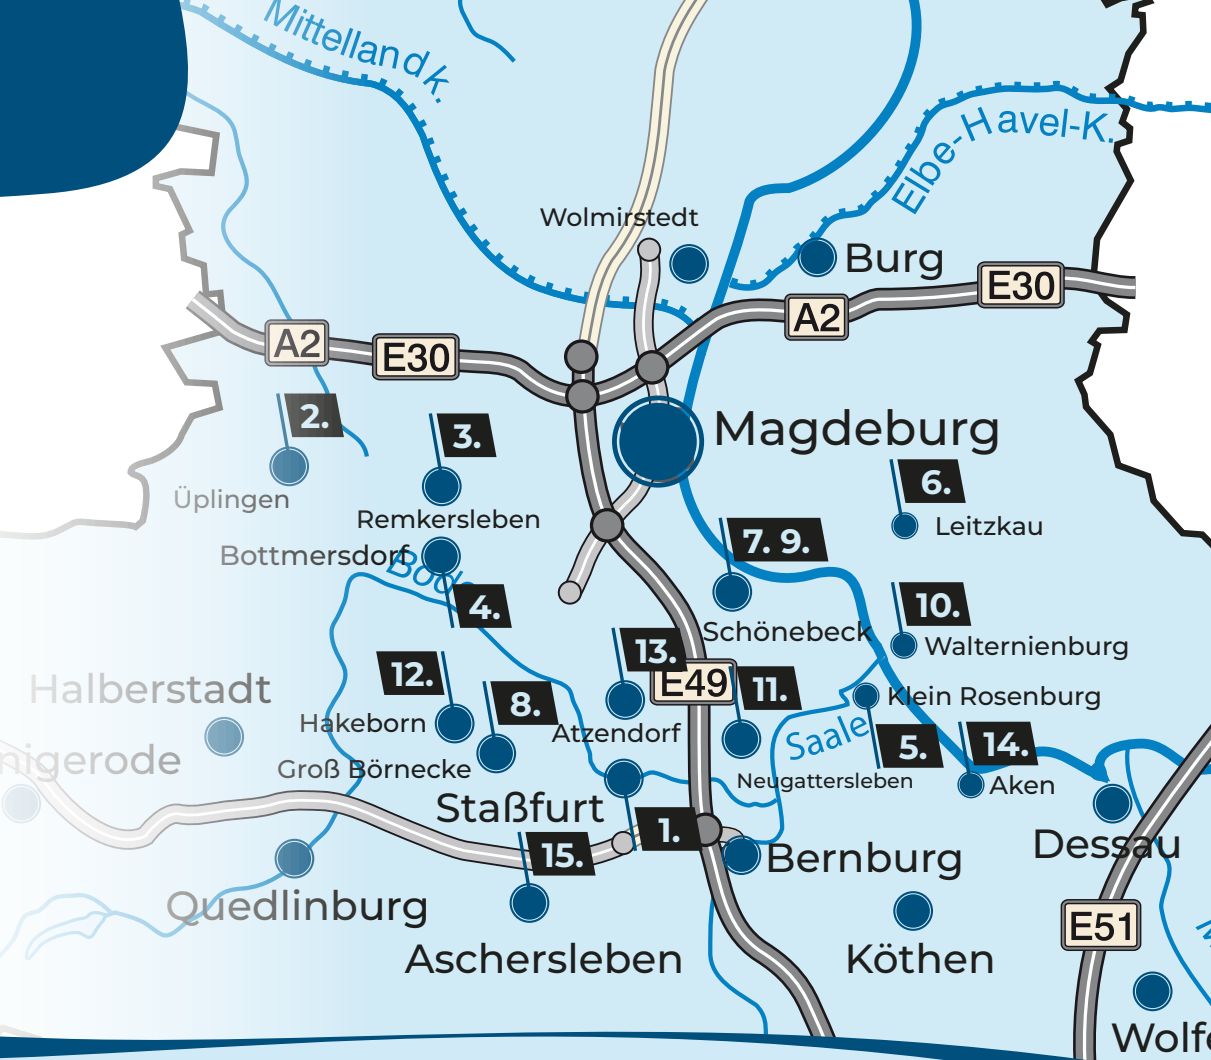 Mittellandk.
Elbe-Havel-K.
Wolmirstedt
Burg
E30
A2
A2
E30
2.
3.
Magdeburg
6.
Üplingen
Remkersleben
Leitzkau
7. 9.
Bottmersdorf
Bode
4.
10.
Schönebeck
Walternienburg
13.
12.
E49
11.
Halberstadt
8.
Klein Rosenburg
Hakeborn
Atzendorf
Saale
5.
14.
nigerode
Groß Börnecke
Neugattersleben
Aken
Staßfurt
1.
15.
Dessau
Bernburg
Quedlinburg
E51
Aschersleben
Köthen
Wolfe